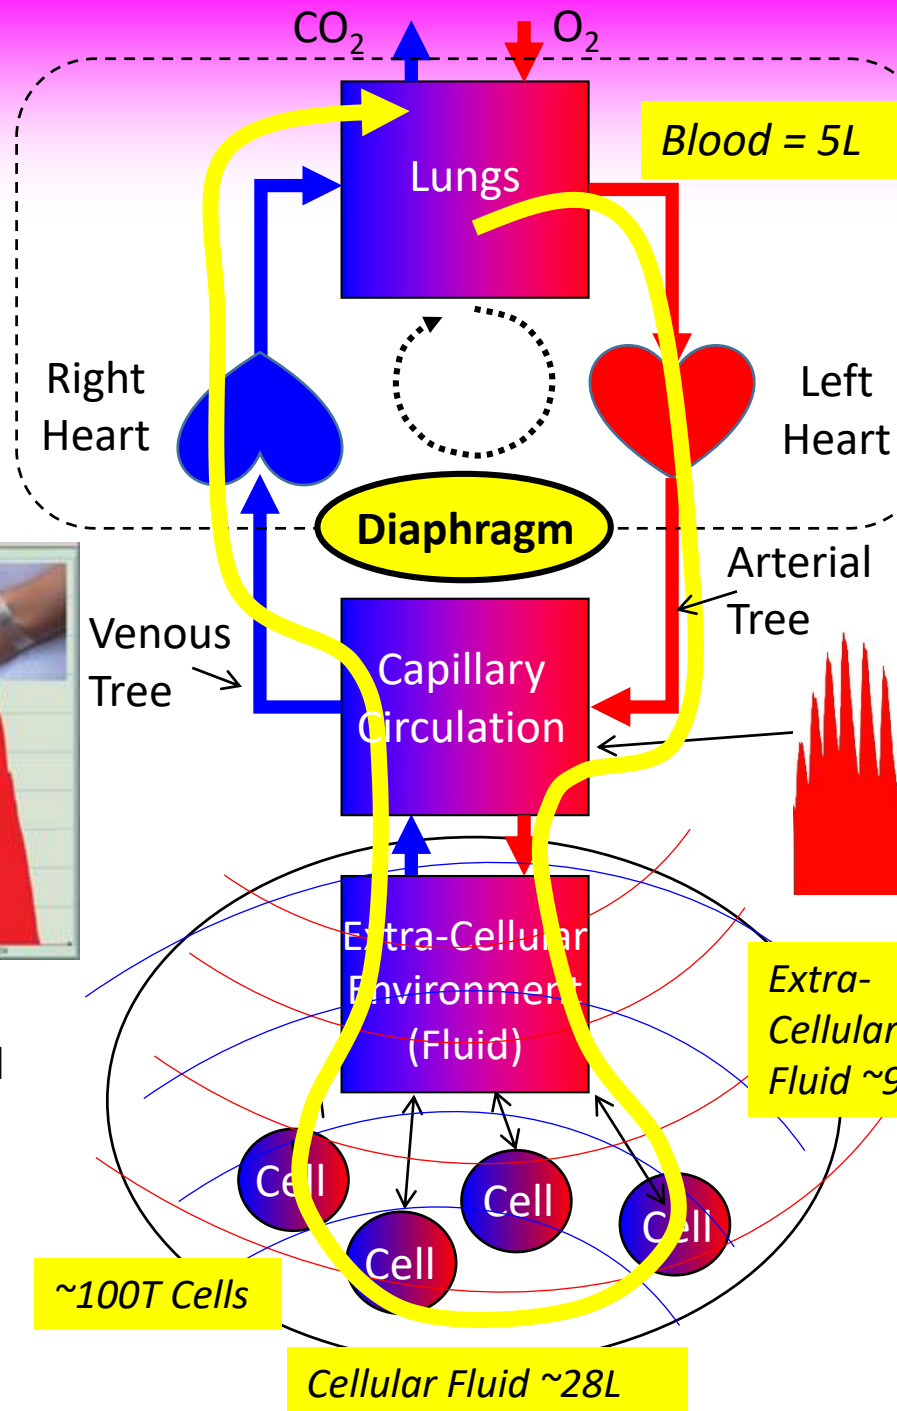 CO2
O2
Blood = 5L
Lungs
Right
Heart
Left
Heart
Diaphragm
Arterial
Tree
Venous
Tree
Capillary
Circulation
Extra-Cellular
Environment
(Fluid)
Extra-
Cellular
Fluid ~9
Cell
Cell
Cell
Cell
~100T Cells
Cellular Fluid ~28L